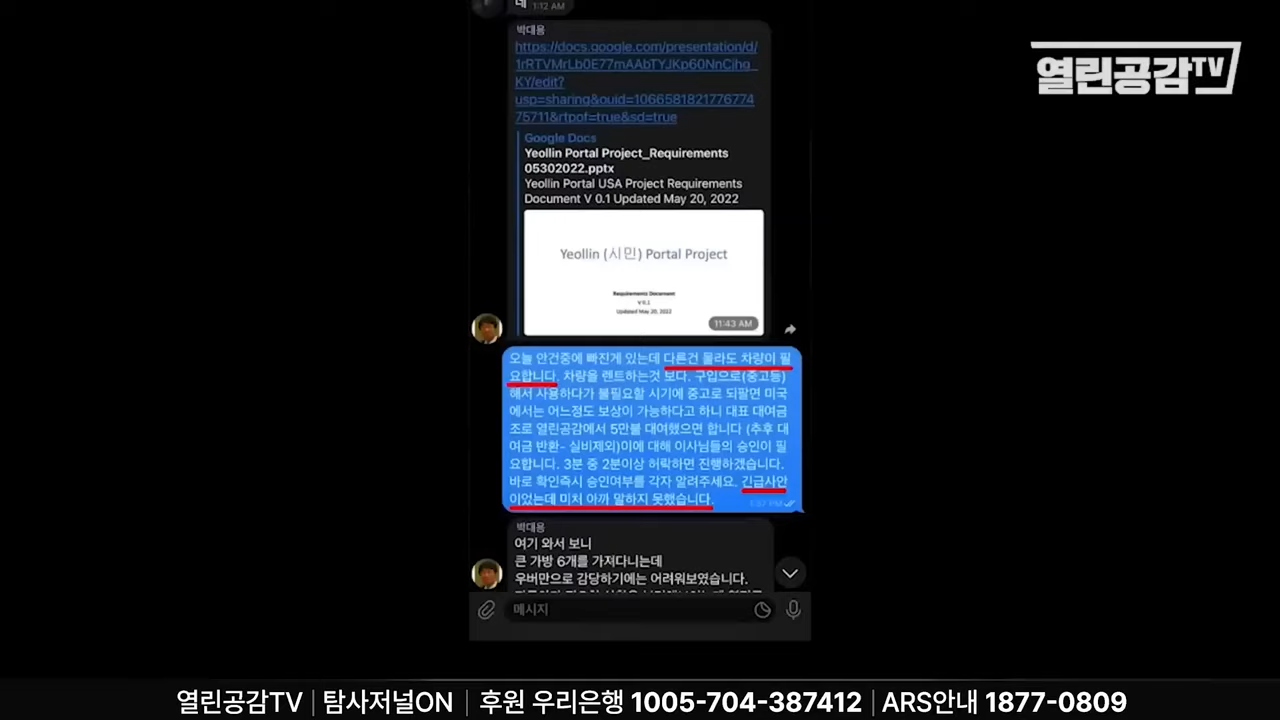 네 1:12 AM
열린공감TV
박대용
https://docs.google.com/presentation/d/
1rRTVMrLb0E77mAAbTYJKp60NnCjhg_
KY/edit?
usp=sharing&ouid=1066581821776774
75711&rtpof=true&sd=true
Google Docs
Yeollin Portal Project_Requirements
05302022.pptx
Yeollin Portal USA Project Requirements
Document V 0.1 Updated May 20, 2022
Yeollin (시민) Portal Project
Requirements Document
V 0.1
Updated May 20, 2022
11:43 AM
오늘 안건중에 빠진게 있는데 다른건 몰라도 차량이 필
요합니다. 차량을 렌트하는것 보다. 구입으로(중고등)
해서 사용하다가 불필요할 시기에 중고로 되팔면 미국
에서는 어느정도 보상이 가능하다고 하니 대표 대여금
조로 열린공감에서 5만불 대여했으면 합니다 (추후 대
여금 반환- 실비제외)이에 대해 이사님들의 승인이 필
요합니다. 3분 중 2분이상 허락하면 진행하겠습니다.
바로 확인즉시 승인여부를 각자 알려주세요. 긴급사안
이었는데 미처 아까 말하지 못했습니다.
박대용
여기 와서 보니
큰 가방 6개를 가져다니는데
우버만으로 감당하기에는 어려워보였습니다.
메시지
열린공감TV | 탐사저널ON | 후원 우리은행 1005-704-387412 | ARS안내 1877-0809